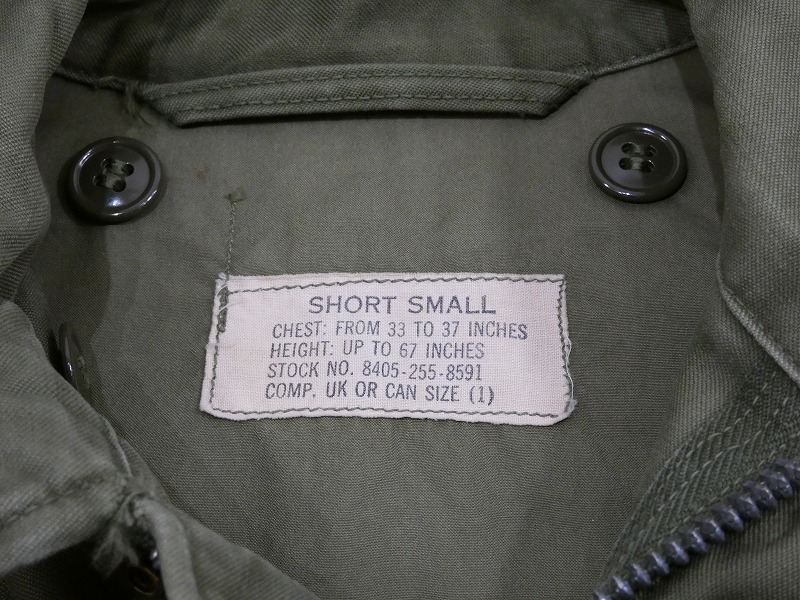 SHORT SMALL
CHEST: FROM 33 TO 37 INCHES
HEIGHT: UP TO 67 INCHES
STOCK NO. 8405-255-8591
COMP. UK OR CAN SIZE (1)